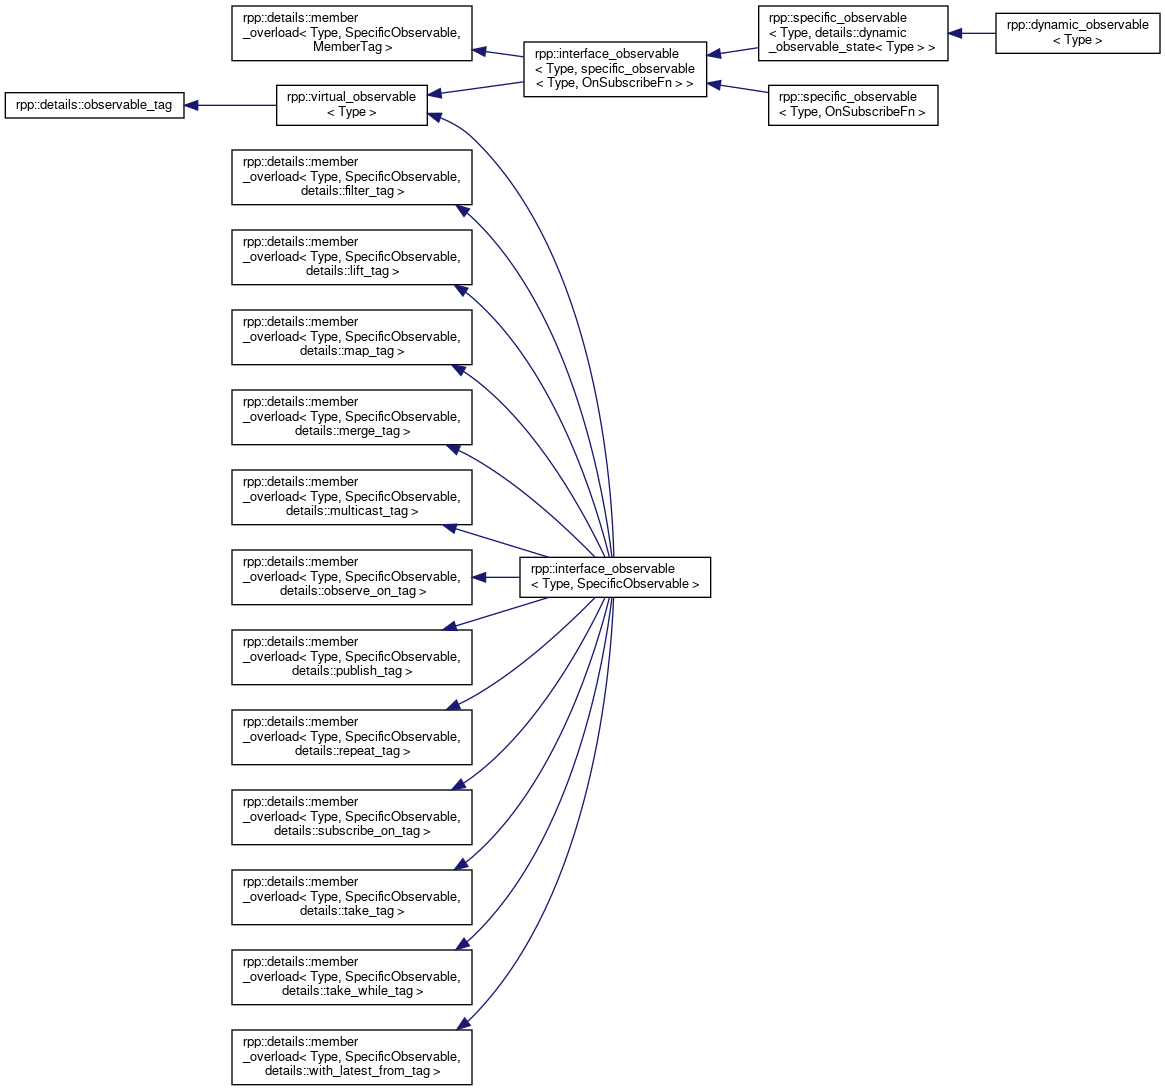 rpp::details::member
_overload< Type, SpecificObservable,
MemberTag >
rpp::interface_observable
< Type, specific_observable
< Type, OnSubscribeFn > >
rpp::specific_observable
< Type, details::dynamic
_observable_state< Type > >
rpp::dynamic_observable
< Type >
rpp::details::observable_tag
rpp::virtual_observable
< Type >
rpp::specific_observable
< Type, OnSubscribeFn >
rpp::details::member
_overload< Type, SpecificObservable,
details::filter_tag >
rpp::details::member
_overload< Type, SpecificObservable,
details::lift_tag >
rpp::details::member
_overload< Type, SpecificObservable,
details::map_tag >
rpp::details::member
_overload< Type, SpecificObservable,
details::merge_tag >
rpp::details::member
_overload< Type, SpecificObservable,
details::multicast_tag >
rpp::details::member
_overload< Type, SpecificObservable,
details::observe_on_tag >
rpp::interface_observable
< Type, SpecificObservable >
rpp::details::member
_overload< Type, SpecificObservable,
details::publish_tag >
rpp::details::member
_overload< Type, SpecificObservable,
details::repeat_tag >
rpp::details::member
_overload< Type, SpecificObservable,
details::subscribe_on_tag >
rpp::details::member
_overload< Type, SpecificObservable,
details::take_tag >
rpp::details::member
_overload< Type, SpecificObservable,
details::take_while_tag >
rpp::details::member
_overload< Type, SpecificObservable,
details::with_latest_from_tag >